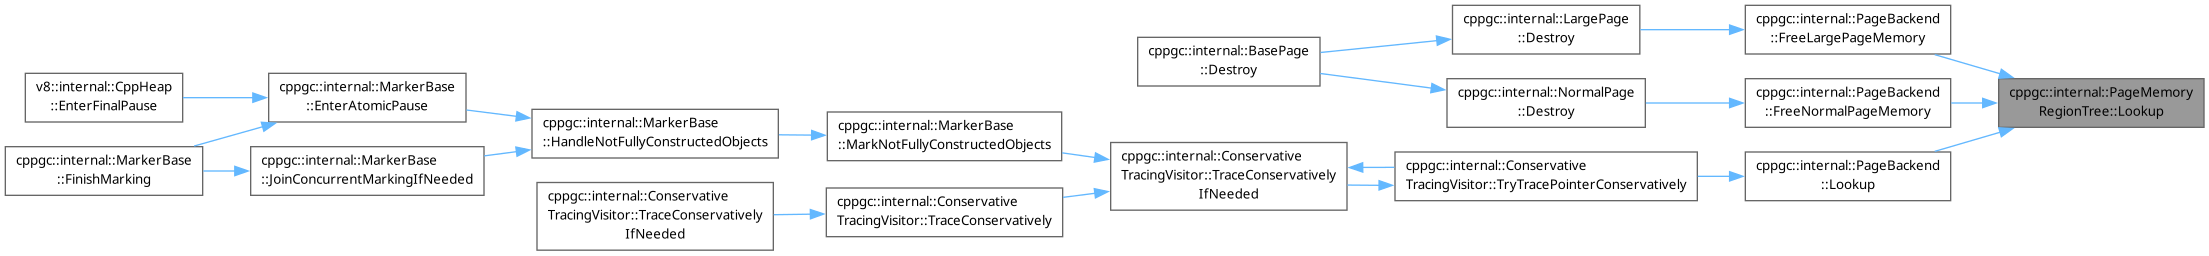 cppgc::internal::LargePage
::Destroy
cppgc::internal::PageBackend
::FreeLargePageMemory
cppgc::internal::BasePage
::Destroy
v8::internal::CppHeap
::EnterFinalPause
cppgc::internal::MarkerBase
::EnterAtomicPause
cppgc::internal::NormalPage
::Destroy
cppgc::internal::PageBackend
::FreeNormalPageMemory
cppgc::internal::PageMemory
RegionTree::Lookup
cppgc::internal::MarkerBase
::HandleNotFullyConstructedObjects
cppgc::internal::MarkerBase
::MarkNotFullyConstructedObjects
cppgc::internal::MarkerBase
::FinishMarking
cppgc::internal::MarkerBase
::JoinConcurrentMarkingIfNeeded
cppgc::internal::Conservative
TracingVisitor::TraceConservatively
IfNeeded
cppgc::internal::Conservative
TracingVisitor::TryTracePointerConservatively
cppgc::internal::PageBackend
::Lookup
cppgc::internal::Conservative
TracingVisitor::TraceConservatively
IfNeeded
cppgc::internal::Conservative
TracingVisitor::TraceConservatively